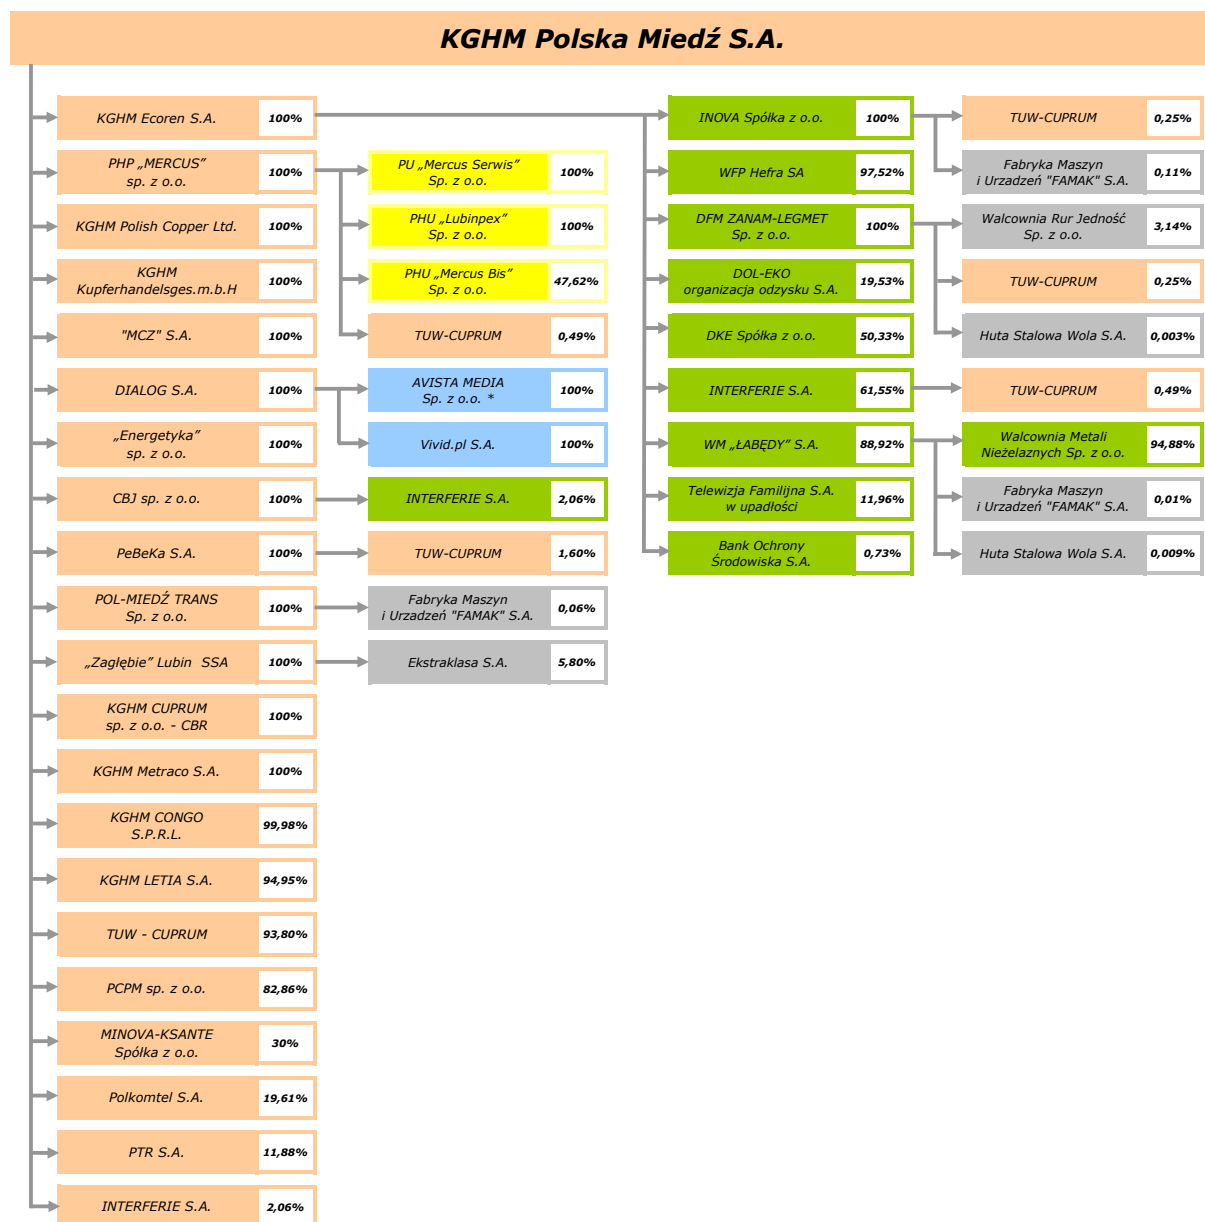 KGHM Polska Miedź S.A.
KGHM Ecoren S.A.
100%
PHP „MERCUS”
sp. z o.o.
100%
KGHM Polish Copper Ltd.
100%
KGHM
Kupferhandelsges.m.b.H
100%
"MCZ" S.A.
100%
DIALOG S.A.
100%
„Energetyka”
sp. z o.o.
100%
CBJ sp. z o.o.
100%
PeBeKa S.A.
100%
POL-MIEDŹ TRANS
Sp. z o.o.
100%
„Zagłębie” Lubin SSA
100%
KGHM CUPRUM
sp. z o.o. - CBR
100%
KGHM Metraco S.A.
100%
KGHM CONGO
S.P.R.L.
99,98%
KGHM LETIA S.A.
94,95%
TUW - CUPRUM
93,80%
PCPM sp. z o.o.
82,86%
MINOVA-KSANTE
Spółka z o.o.
30%
Polkomtel S.A.
19,61%
PTR S.A.
11,88%
INTERFERIE S.A.
2,06%
PU „Mercus Serwis”
Sp. z o.o.
100%
PHU „Lubinpex”
Sp. z o.o.
100%
PHU „Mercus Bis”
Sp. z o.o.
47,62%
TUW-CUPRUM
0,49%
AVISTA MEDIA
Sp. z o.o. *
100%
Vivid.pl S.A.
100%
INTERFERIE S.A.
2,06%
TUW-CUPRUM
1,60%
Fabryka Maszyn
i Urzadzeń "FAMAK" S.A.
0,06%
Ekstraklasa S.A.
5,80%
INOVA Spółka z o.o.
100%
WFP Hefra SA
97,52%
DFM ZANAM-LEGMET
Sp. z o.o.
100%
DOL-EKO
organizacja odzysku S.A.
19,53%
DKE Spółka z o.o.
50,33%
INTERFERIE S.A.
61,55%
WM „ŁABĘDY” S.A.
88,92%
Telewizja Familijna S.A.
w upadłości
11,96%
Bank Ochrony
Środowiska S.A.
0,73%
TUW-CUPRUM
0,25%
Fabryka Maszyn
i Urzadzeń "FAMAK" S.A.
0,11%
Walcownia Rur Jedność
Sp. z o.o.
3,14%
TUW-CUPRUM
0,25%
Huta Stalowa Wola S.A.
0,003%
TUW-CUPRUM
0,49%
Walcownia Metali
Nieżelaznych Sp. z o.o.
94,88%
Fabryka Maszyn
i Urzadzeń "FAMAK" S.A.
0,01%
Huta Stalowa Wola S.A.
0,009%